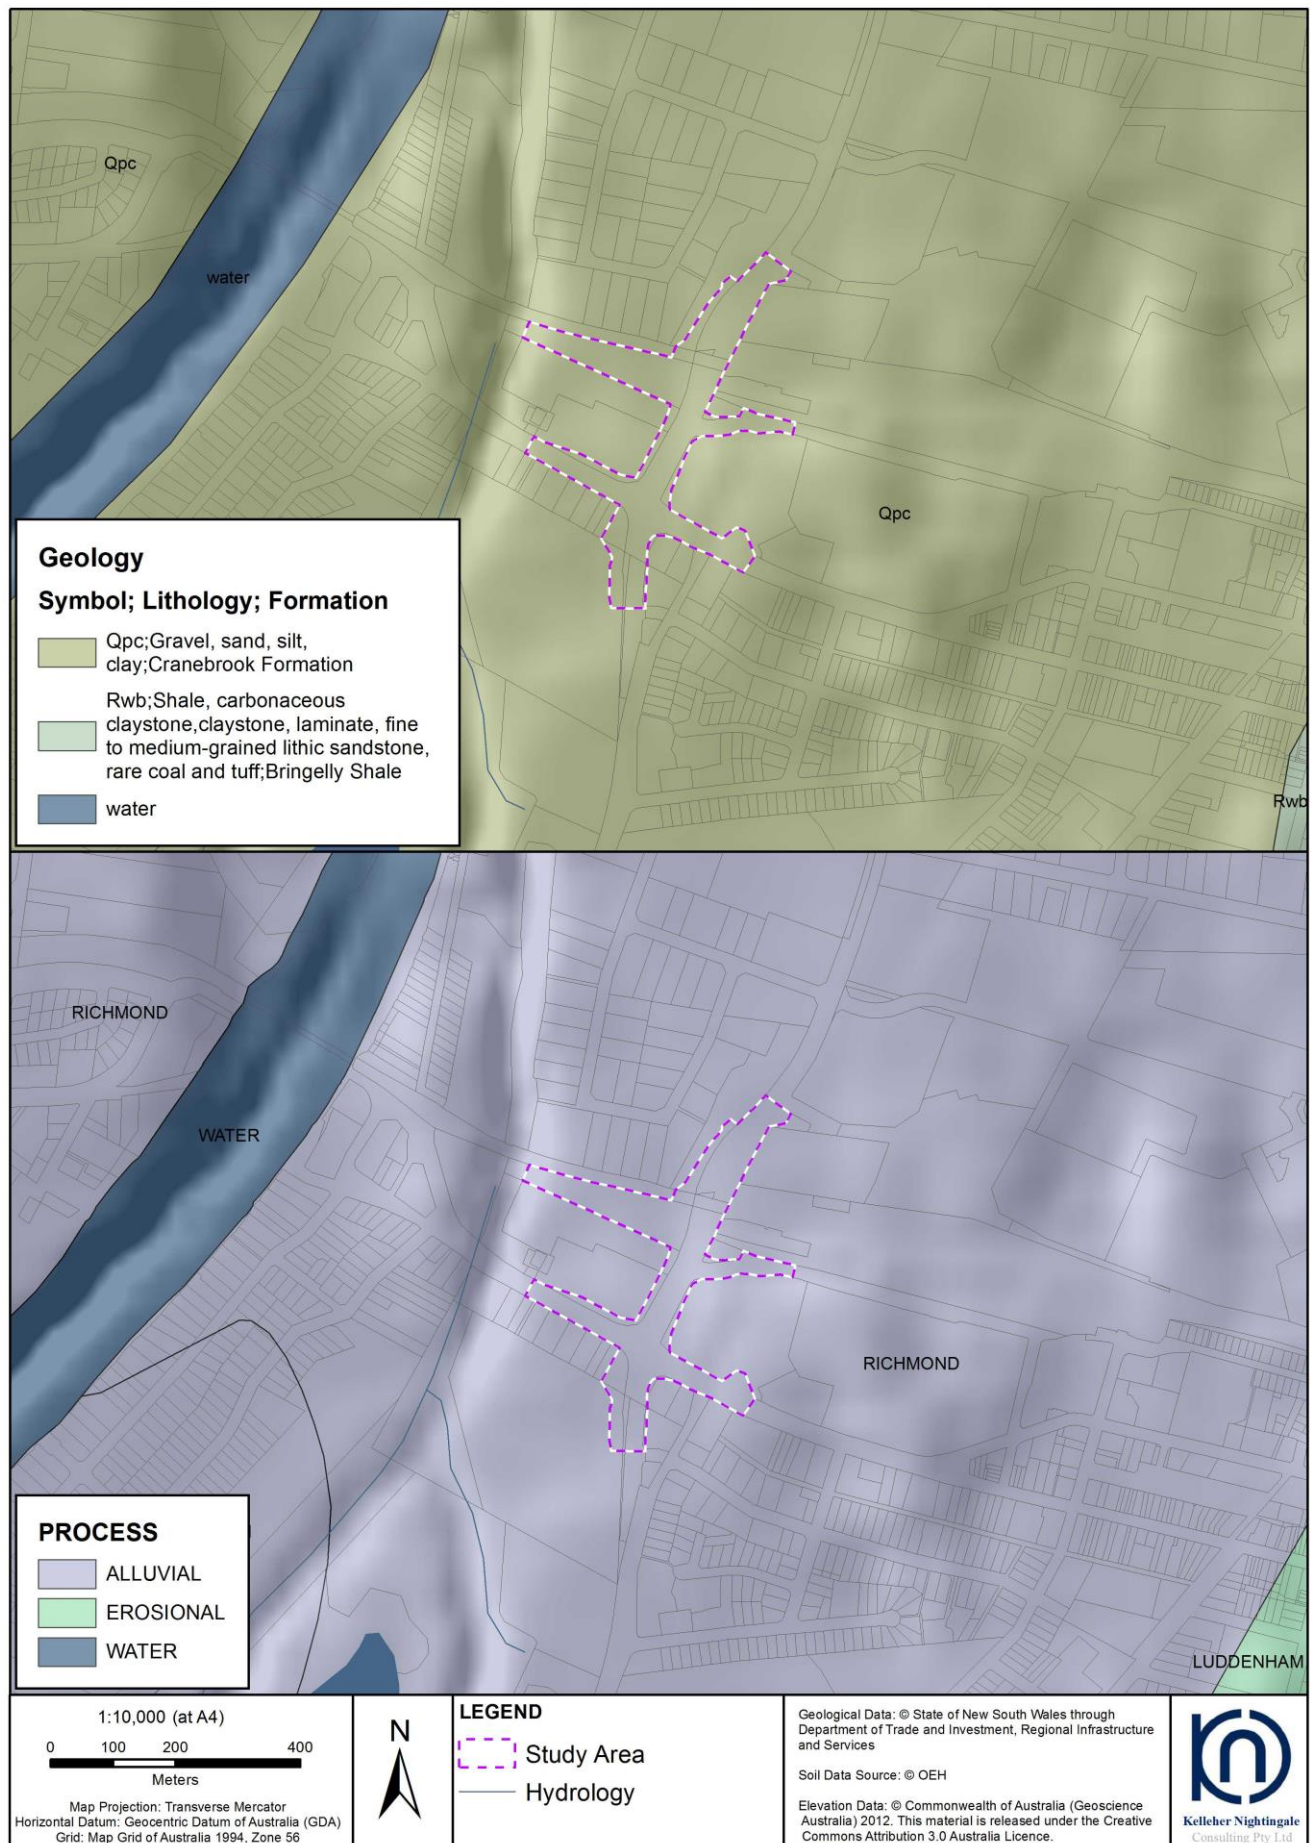 Qpc
water
Qpc
Rwb
Geology
Symbol; Lithology; Formation
Qpc;Gravel, sand, silt,
clay;Cranebrook Formation
Rwb;Shale, carbonaceous
claystone,claystone, laminate, fine
to medium-grained lithic sandstone,
rare coal and tuff;Bringelly Shale
water
RICHMOND
WATER
RICHMOND
LUDDENHAM
PROCESS
ALLUVIAL
EROSIONAL
WATER
1:10,000 (at A4)
0 100 200 400
Meters
Map Projection: Transverse Mercator
Horizontal Datum: Geocentric Datum of Australia (GDA)
Grid: Map Grid of Australia 1994, Zone 56
N
LEGEND
Study Area
Hydrology
Geological Data: © State of New South Wales through
Department of Trade and Investment, Regional Infrastructure
and Services
Soil Data Source: © OEH
Elevation Data: © Commonwealth of Australia (Geoscience
Australia) 2012. This material is released under the Creative
Commons Attribution 3.0 Australia Licence.
Kelleher Nightingale
Consulting Pty Ltd